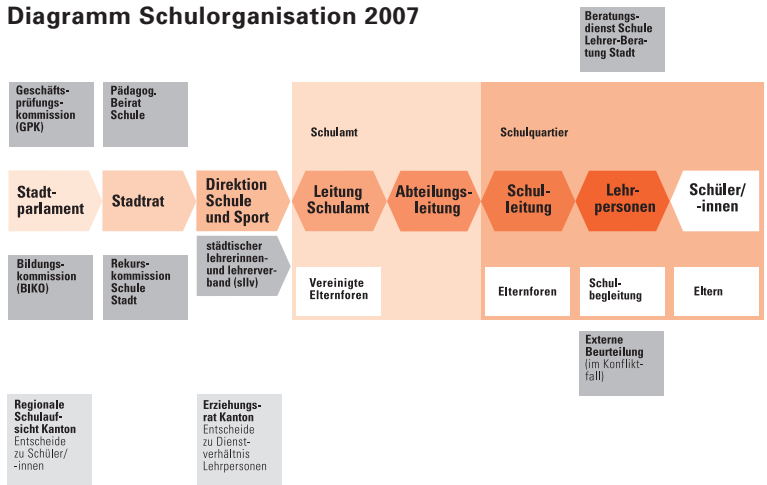 Diagramm Schulorganisation 2007
Beratungs-
dienst Schule
Lehrer-Bera-
tung Stadt
Geschäfts-
prüfungs-
kommission
(GPK)
Pädagog.
Beirat
Schule
Schulamt
Schulquartier
Stadt-
parlament
Stadtrat
Direktion
Schule
und Sport
Leitung
Schulamt
Abteilungs-
leitung
Schul-
leitung
Lehr-
personen
Schüler/
-innen
Bildungs-
kommission
(BIKO)
Rekurs-
kommission
Schule
Stadt
städtischer
lehrerinnen-
und lehrerver-
band (sllv)
Vereinigte
Elternforen
Elternforen
Schul-
begleitung
Eltern
Externe
Beurteilung
(im Konflikt-
fall)
Regionale
Schulauf-
sicht Kanton
Entscheide
zu Schüler/
-innen
Erziehungs-
rat Kanton
Entscheide
zu Dienst-
verhältnis
Lehrpersonen